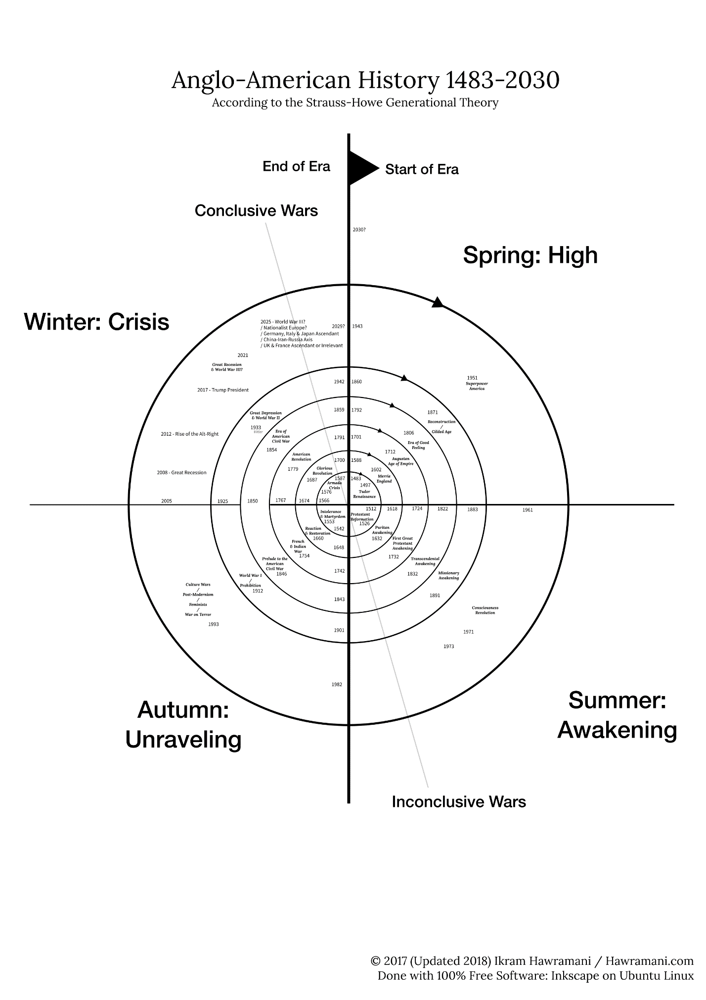 Anglo-American History 1483-2030
According to the Strauss-Howe Generational Theory
End of Era
Start of Era
Conclusive Wars
2030?
Spring: High
Winter: Crisis
2025 - World War III?
/ Nationalist Europe?
/ Germany, Italy & Japan Ascendant
/ China-Iran-Russia Axis
/ UK & France Ascendant or Irrelevant
2029?
1943
2021
Great Recession
& World War III?
2017 - Trump President
1942
1860
1951
Superpower
America
1859
1792
1871
Reconstruction
/
Gilded Age
Great Depression
& World War II
1933
Hitler
2012 - Rise of the Alt-Right
Era of
American
Civil War
1854
1791
1701
1806
Era of Good
Feeling
American
Revolution
1779
1700
1588
1712
Augustan
Age of Empire
2008 - Great Recession
Glorious
Revolution
1687
1587
1483
1602
Merrie
England
Armada
Crisis
1576
1497
Tudor
Renaissance
2005
1925
1850
1767
1674
1566
1512
1618
1724
1822
1883
1961
Intolerance
& Martyrdom
1553
1542
Protestant
Reformation
1526
Reaction
& Restoration
1660
1648
Puritan
Awakening
1632
French
& Indian
War
1754
1742
First Great
Protestant
Awakening
1732
Prelude to the
American
Civil War
1846
1843
Transcendental
Awakening
1832
World War I
/
Prohibition
1912
1901
Missionary
Awakening
1891
Culture Wars
/
Post-Modernism
/
Feminists
/
War on Terror
1993
Consciousness
Revolution
1971
1973
1982
Autumn:
Unraveling
Summer:
Awakening
Inconclusive Wars
© 2017 (Updated 2018) Ikram Hawramani / Hawramani.com
Done with 100% Free Software: Inkscape on Ubuntu Linux